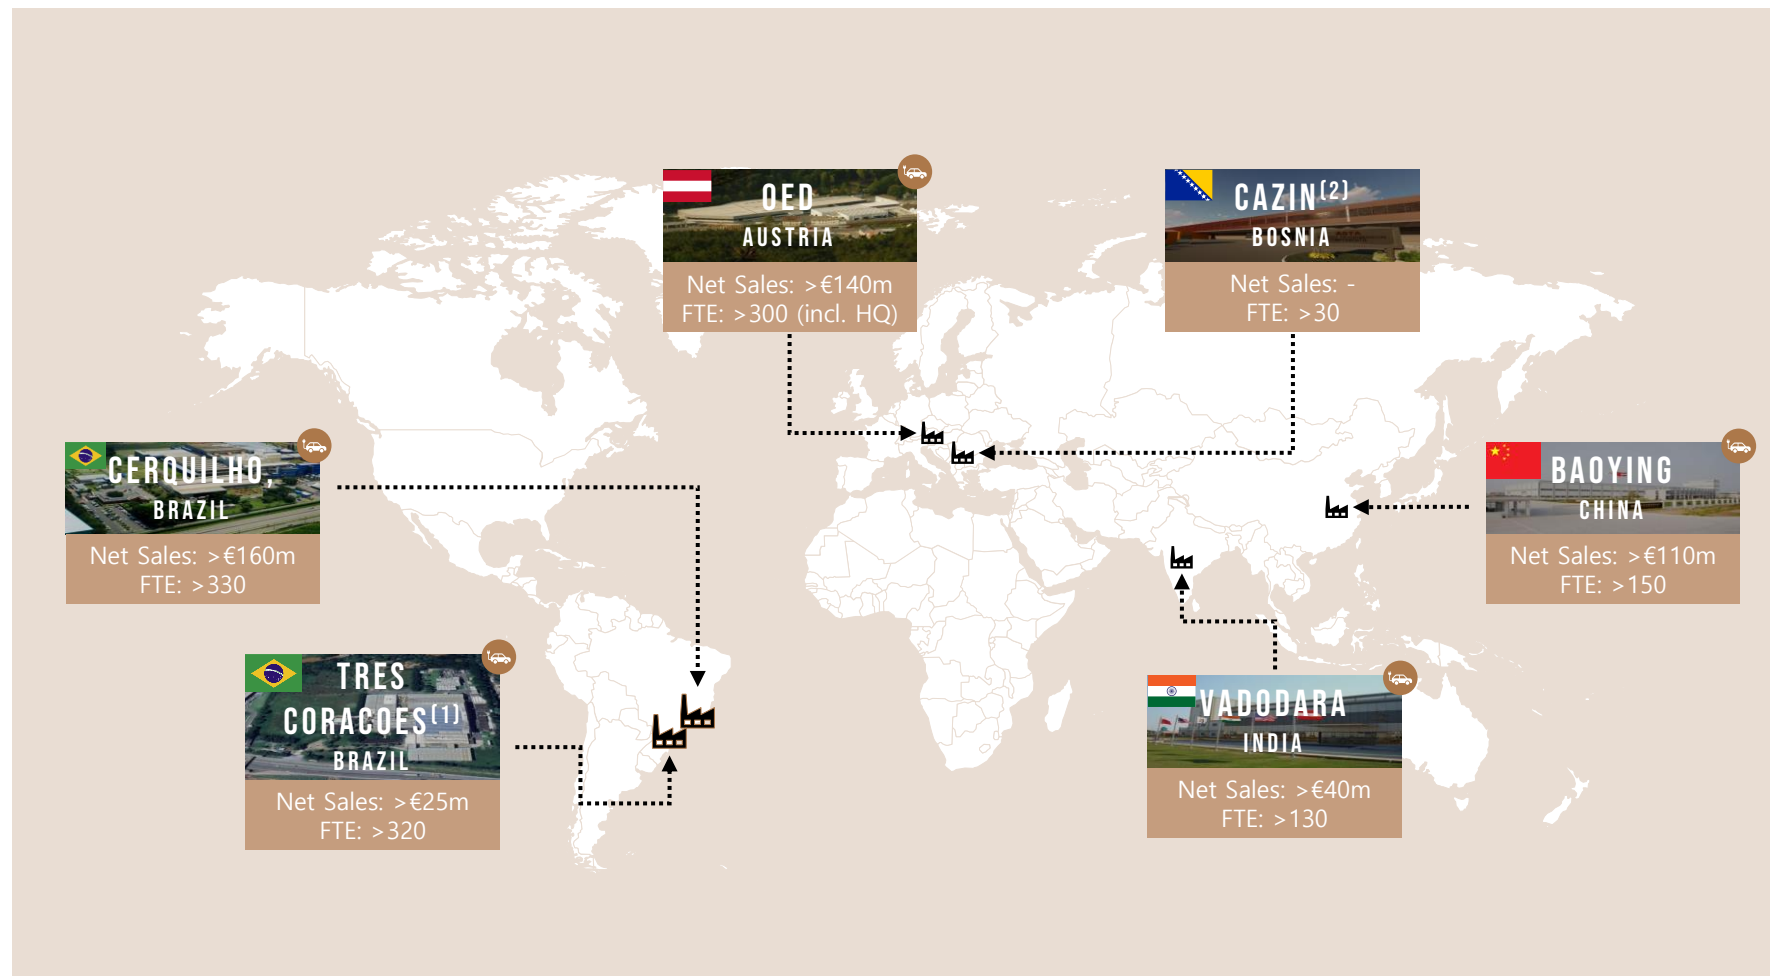 OED
AUSTRIA
Net Sales: >€140m
FTE: >300 (incl. HQ)
CAZIN(2)
BOSNIA
Net Sales: -
FTE: >30
CERQUILHO,
BRAZIL
Net Sales: >€160m
FTE: >330
BAOYING
CHINA
Net Sales: >€110m
FTE: >150
TRES
CORACOES(1)
BRAZIL
Net Sales: >€25m
FTE: >320
VADODARA
INDIA
Net Sales: >€40m
FTE: >130